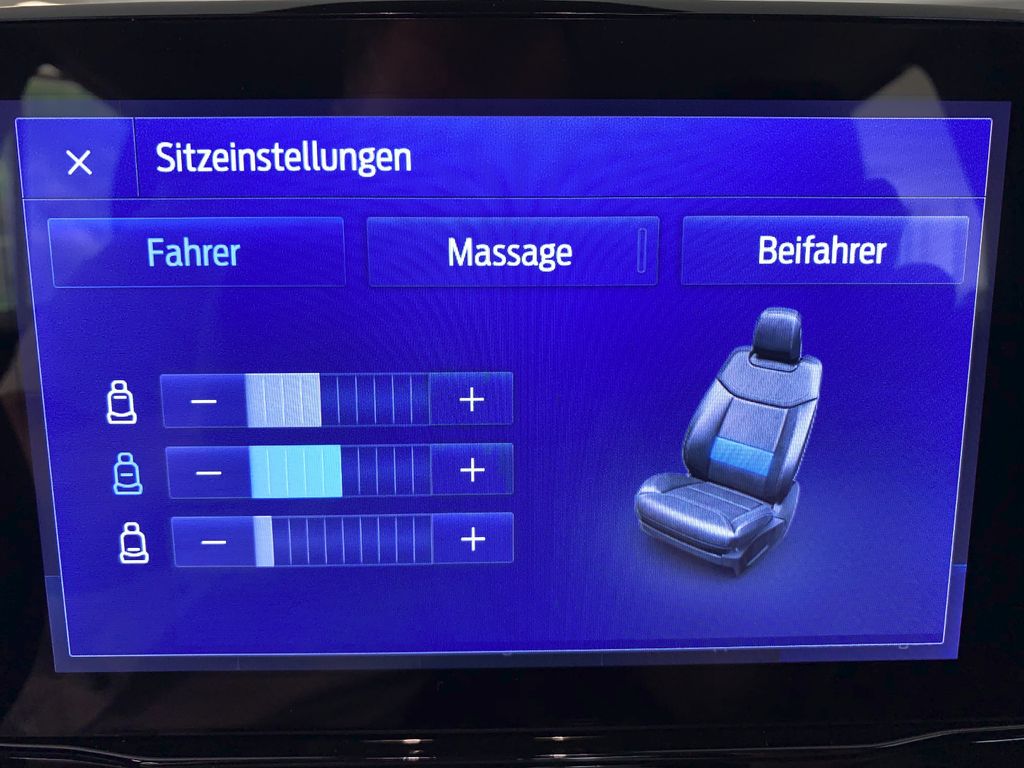 Sitzeinstellungen
Fahrer
Massage
Beifahrer
− +
− +
− +